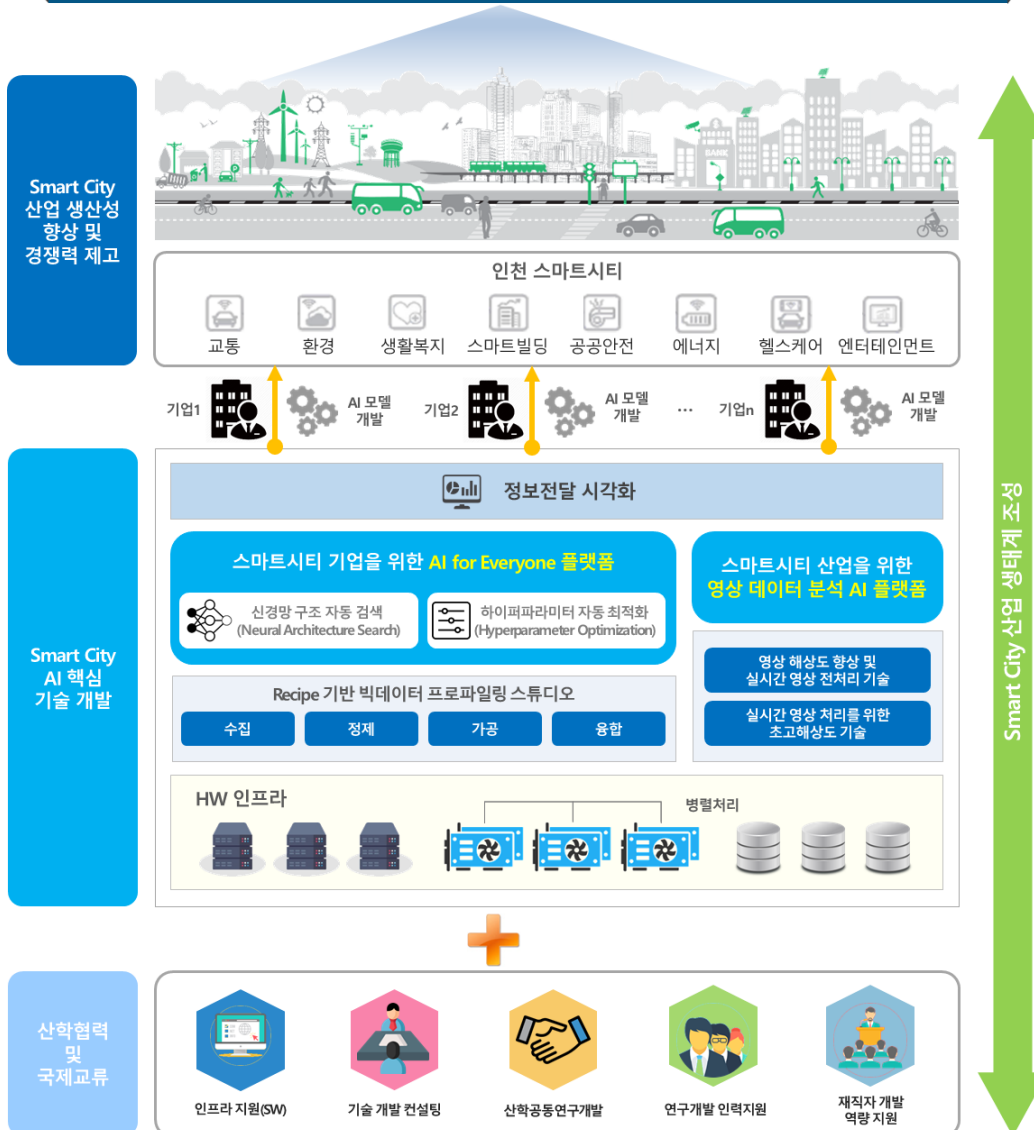 Smart City
산업 생산성
향상 및
경쟁력 제고
BANK
인천 스마트시티
교통
환경
생활복지
스마트빌딩
공공안전
에너지
헬스케어
엔터테인먼트
기업1
AI 모델
개발
기업2
AI 모델
개발
...
기업n
AI 모델
개발
Smart City
AI 핵심
기술 개발
정보전달 시각화
스마트시티 기업을 위한 AI for Everyone 플랫폼
신경망 구조 자동 검색
(Neural Architecture Search)
하이퍼파라미터 자동 최적화
(Hyperparameter Optimization)
스마트시티 산업을 위한
영상 데이터 분석 AI 플랫폼
Recipe 기반 빅데이터 프로파일링 스튜디오
수집
정제
가공
융합
영상 해상도 향상 및
실시간 영상 전처리 기술
실시간 영상 처리를 위한
초고해상도 기술
HW 인프라
병렬처리
Smart City 산업 생태계 조성
산학협력
및
국제교류
인프라 지원(SW)
기술 개발 컨설팅
산학공동연구개발
연구개발 인력지원
재직자 개발
역량 지원